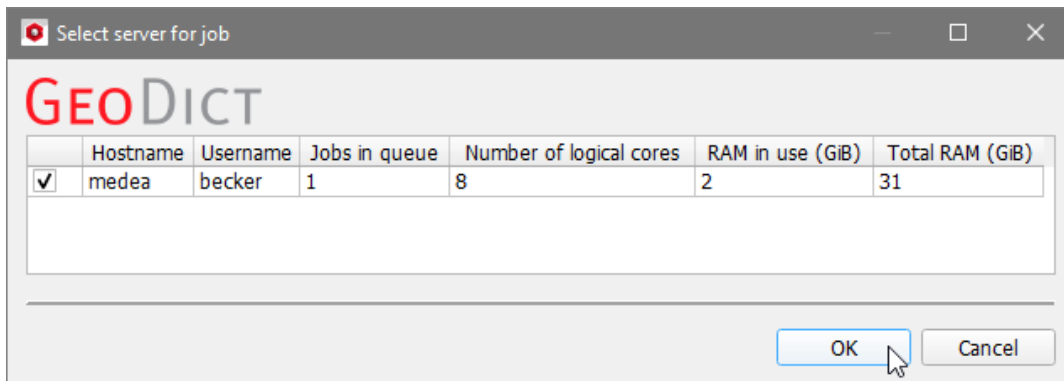 Select server for job
GEODICT
Hostname Username Jobs in queue Number of logical cores RAM in use (GiB) Total RAM (GiB)
medea becker 1 8 2 31
OK Cancel